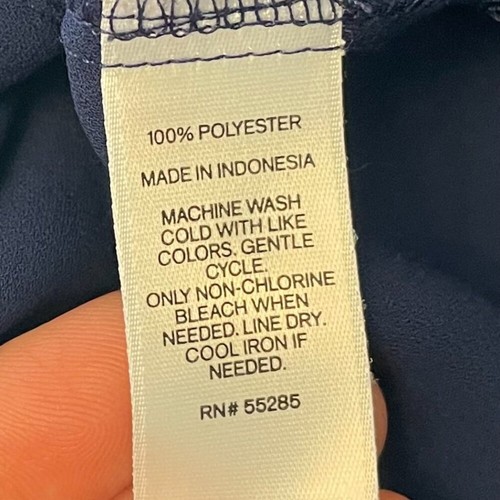 100% POLYESTER
MADE IN INDONESIA
MACHINE WASH
COLD WITH LIKE
COLORS. GENTLE
CYCLE.
ONLY NON-CHLORINE
BLEACH WHEN
NEEDED. LINE DRY.
COOL IRON IF
NEEDED.
RN# 55285